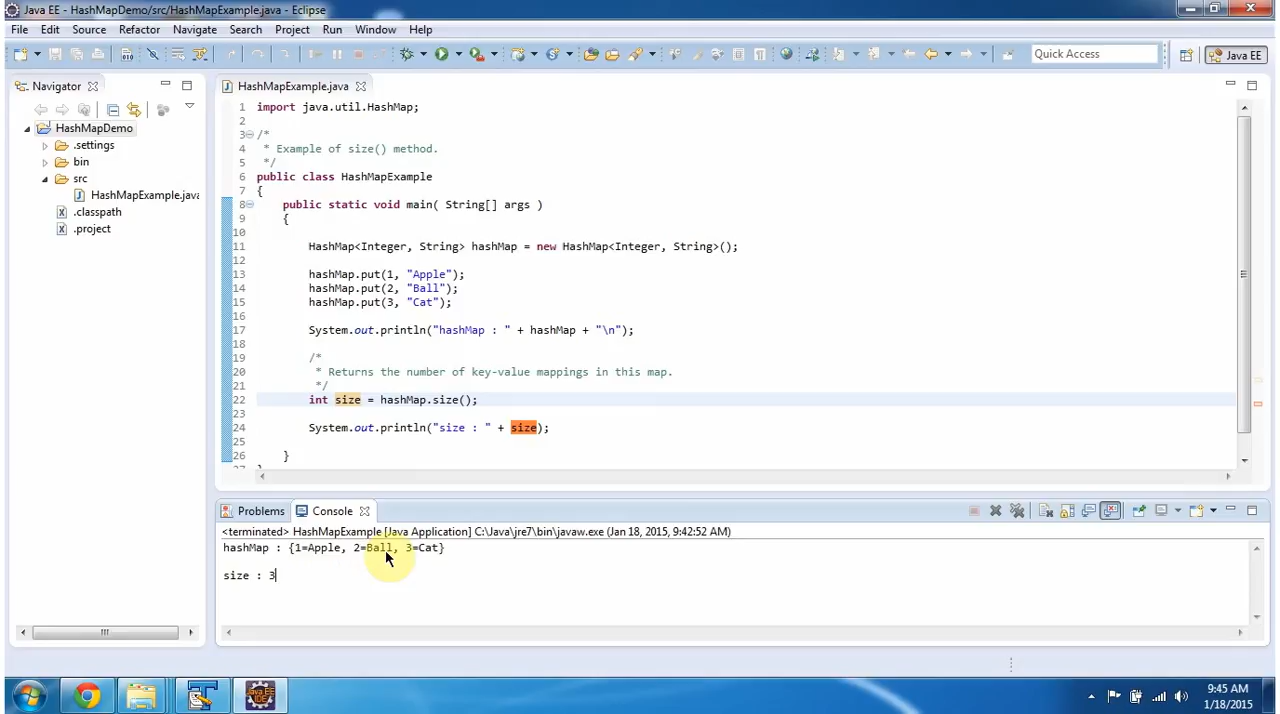 Java EE - HashMapDemo/src/HashMapExample.java - Eclipse
File Edit Source Refactor Navigate Search Project Run Window Help
Quick Access
Java EE
Navigator
HashMapDemo
.settings
bin
src
HashMapExample.java
.classpath
.project
HashMapExample.java
1 import java.util.HashMap;
2
3 /*
4 * Example of size() method.
5 */
6 public class HashMapExample
7 {
8 public static void main( String[] args )
9 {
10
11 HashMap<Integer, String> hashMap = new HashMap<Integer, String>();
12
13 hashMap.put(1, "Apple");
14 hashMap.put(2, "Ball");
15 hashMap.put(3, "Cat");
16
17 System.out.println("hashMap : " + hashMap + "\n");
18
19 /*
20 * Returns the number of key-value mappings in this map.
21 */
22 int size = hashMap.size();
23
24 System.out.println("size : " + size);
25
26 }
27 }
Problems Console
<terminated> HashMapExample [Java Application] C:\Java\jre7\bin\javaw.exe (Jan 18, 2015, 9:42:52 AM)
hashMap : {1=Apple, 2=Ball, 3=Cat}
size : 3
Java EE
IDE
9:45 AM
1/18/2015